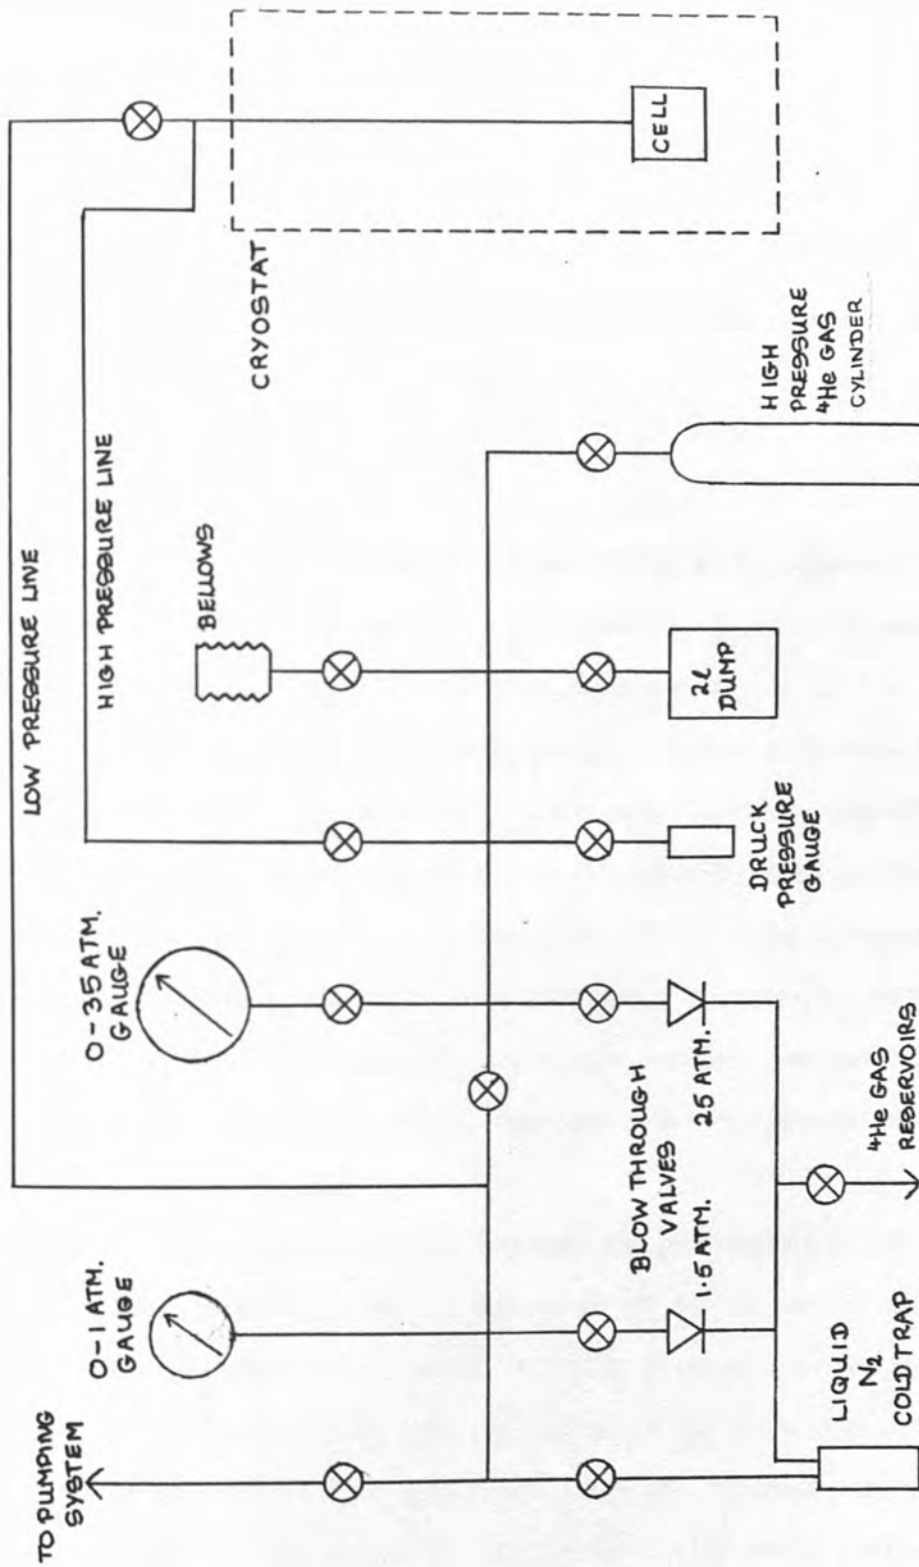 TO PUMPING
SYSTEM
0-1 ATM.
GAUGE
0-35 ATM.
GAUGE
LOW PRESSURE LINE
HIGH PRESSURE LINE
BELLOWS
CRYOSTAT
CELL
BLOW THROUGH
VALVES
1·5 ATM.
25 ATM.
DRUCK
PRESSURE
GAUGE
2ℓ
DUMP
HIGH
PRESSURE
⁴He GAS
CYLINDER
LIQUID
N₂
COLD TRAP
⁴He GAS
RESERVOIRS